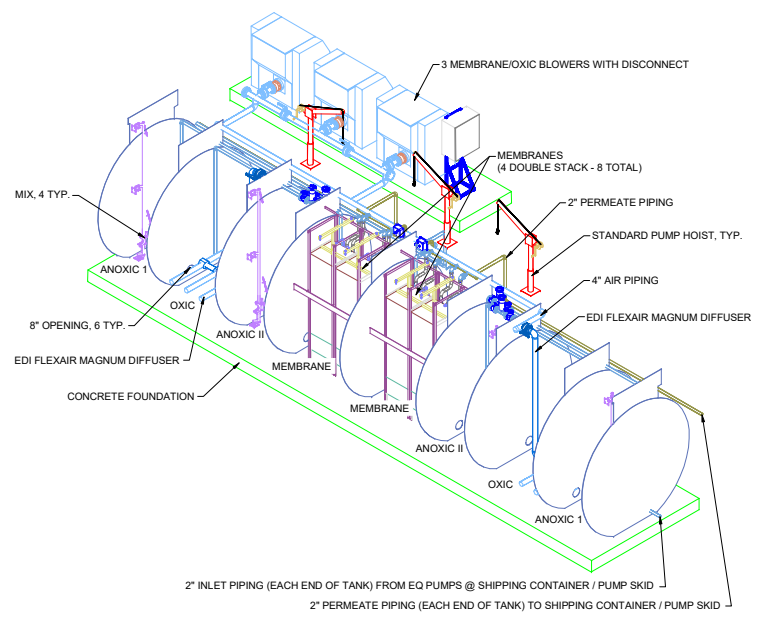 3 MEMBRANE/OXIC BLOWERS WITH DISCONNECT
MEMBRANES
(4 DOUBLE STACK - 8 TOTAL)
2" PERMEATE PIPING
MIX, 4 TYP.
STANDARD PUMP HOIST, TYP.
ANOXIC 1
4" AIR PIPING
OXIC
EDI FLEXAIR MAGNUM DIFFUSER
8" OPENING, 6 TYP.
ANOXIC II
EDI FLEXAIR MAGNUM DIFFUSER
MEMBRANE
CONCRETE FOUNDATION
MEMBRANE
ANOXIC II
OXIC
ANOXIC 1
2" INLET PIPING (EACH END OF TANK) FROM EQ PUMPS @ SHIPPING CONTAINER / PUMP SKID
2" PERMEATE PIPING (EACH END OF TANK) TO SHIPPING CONTAINER / PUMP SKID